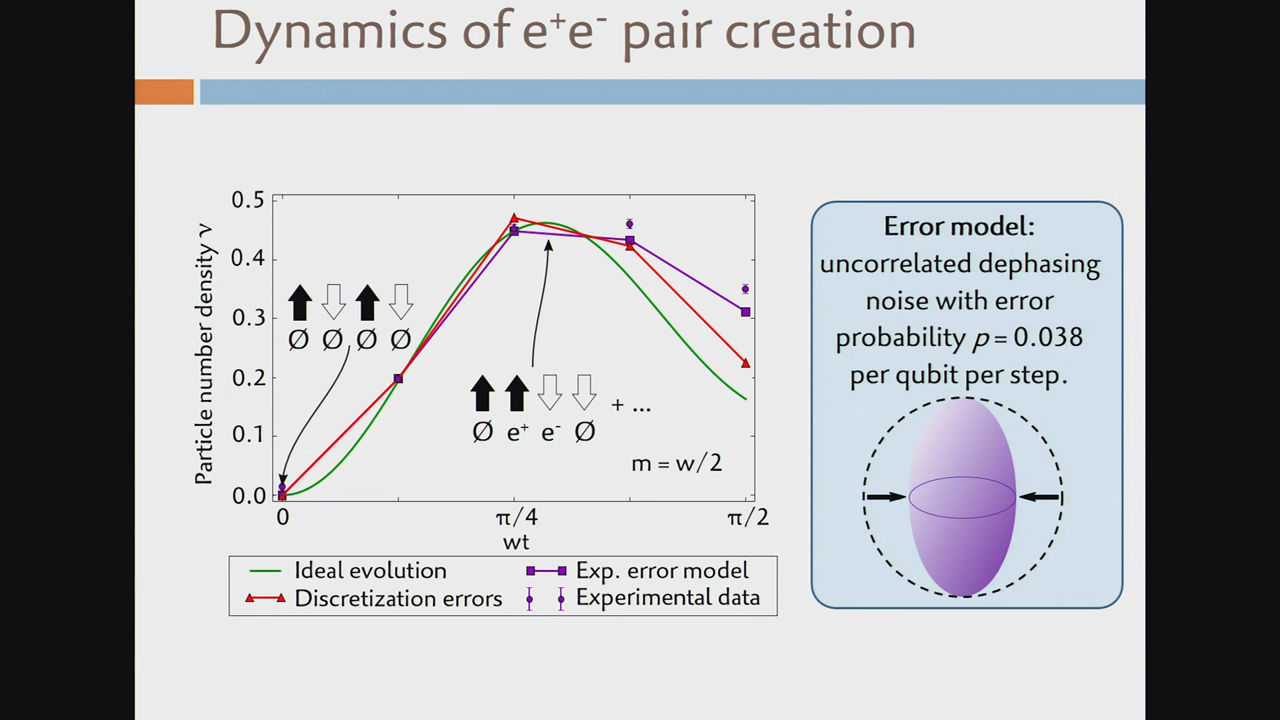 Dynamics of e⁺e⁻ pair creation
Particle number density ν
0.5
0.4
0.3
0.2
0.1
0.0
Ø Ø Ø Ø
+ ...
Ø e⁺ e⁻ Ø
m = w/2
0 π/4 π/2
wt
Ideal evolution
Exp. error model
Discretization errors
Experimental data
Error model:
uncorrelated dephasing
noise with error
probability p = 0.038
per qubit per step.